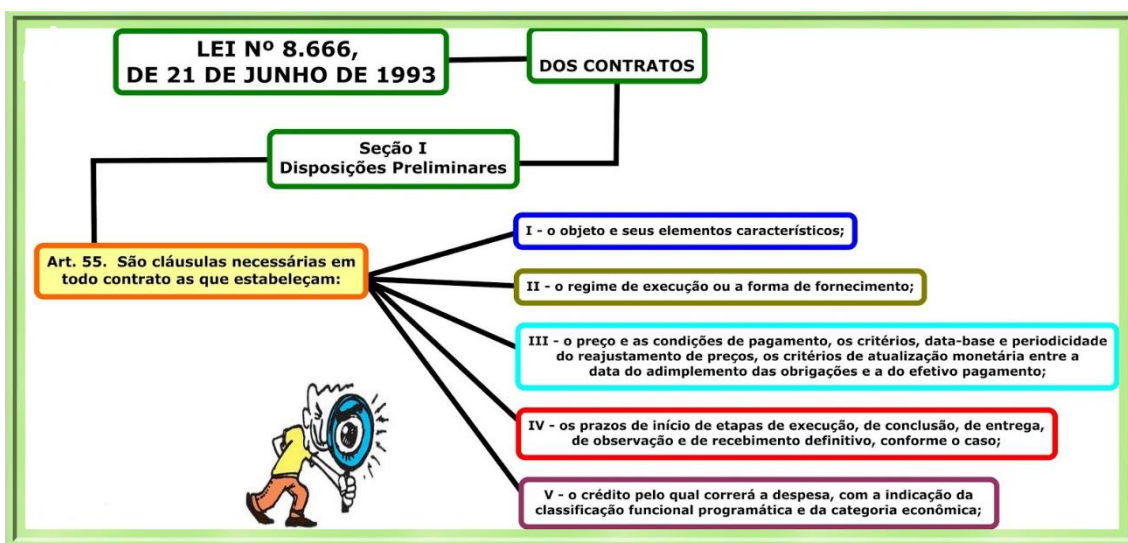 LEI Nº 8.666,
DE 21 DE JUNHO DE 1993
DOS CONTRATOS
Seção I
Disposições Preliminares
Art. 55.  São cláusulas necessárias em
todo contrato as que estabeleçam:
I - o objeto e seus elementos característicos;
II - o regime de execução ou a forma de fornecimento;
III - o preço e as condições de pagamento, os critérios, data-base e periodicidade
do reajustamento de preços, os critérios de atualização monetária entre a
data do adimplemento das obrigações e a do efetivo pagamento;
IV - os prazos de início de etapas de execução, de conclusão, de entrega,
de observação e de recebimento definitivo, conforme o caso;
V - o crédito pelo qual correrá a despesa, com a indicação da
classificação funcional programática e da categoria econômica;